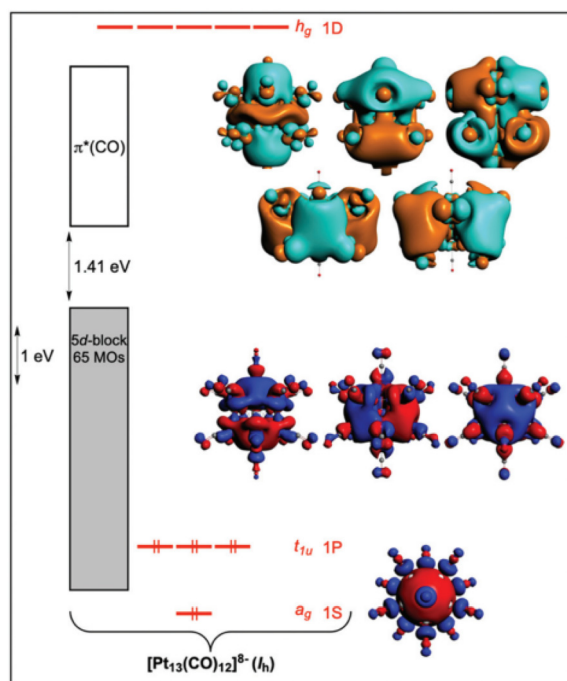 h_g 1D
π*(CO)
1.41 eV
5d-block
65 MOs
1 eV
t_1u 1P
a_g 1S
[Pt₁₃(CO)₁₂]⁸⁻ (I_h)